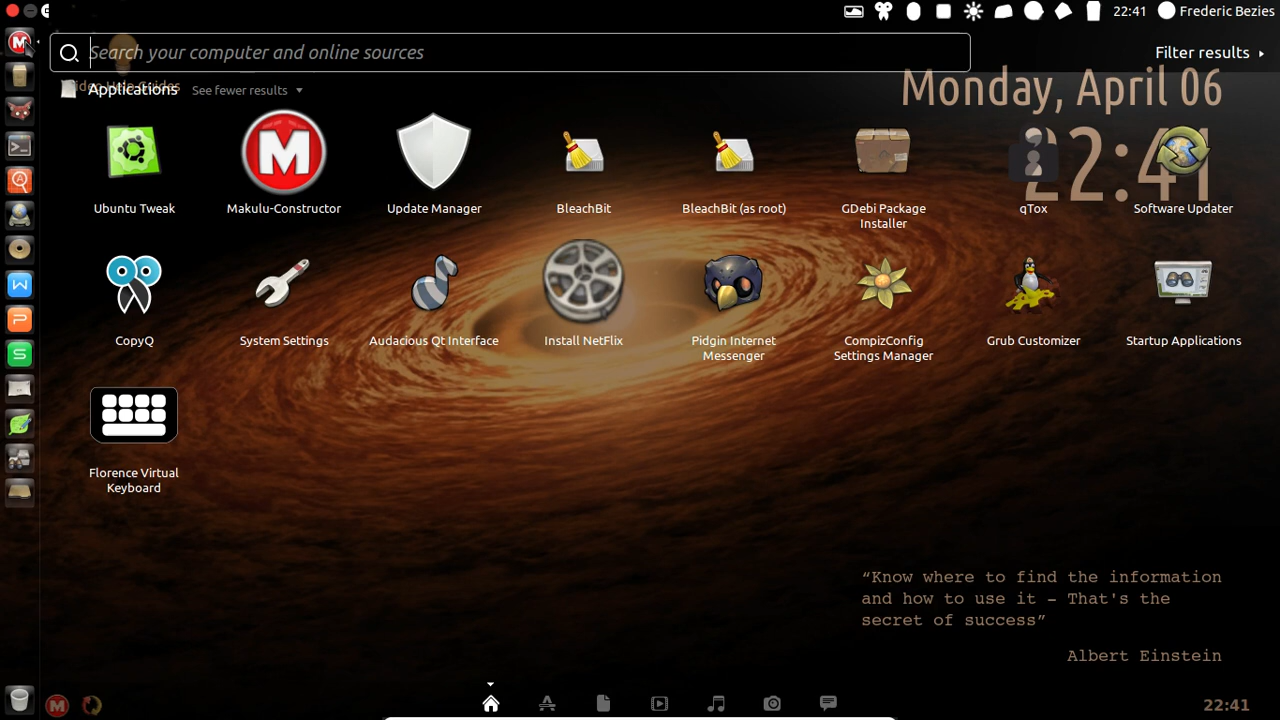 22:41 Frederic Bezies
Search your computer and online sources
Filter results
Applications See fewer results
Monday, April 06
22:41
Ubuntu Tweak
Makulu-Constructor
Update Manager
BleachBit
BleachBit (as root)
GDebi Package
Installer
qTox
Software Updater
CopyQ
System Settings
Audacious Qt Interface
Install NetFlix
Pidgin Internet
Messenger
CompizConfig
Settings Manager
Grub Customizer
Startup Applications
Florence Virtual
Keyboard
“Know where to find the information
and how to use it – That's the
secret of success”
Albert Einstein
22:41